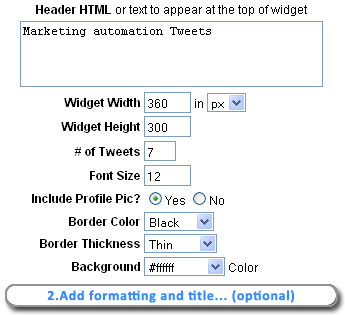 Header HTML or text to appear at the top of widget
Marketing automation Tweets
Widget Width 360 in px
Widget Height 300
# of Tweets 7
Font Size 12
Include Profile Pic? Yes No
Border Color Black
Border Thickness Thin
Background #ffffff Color
2.Add formatting and title... (optional)